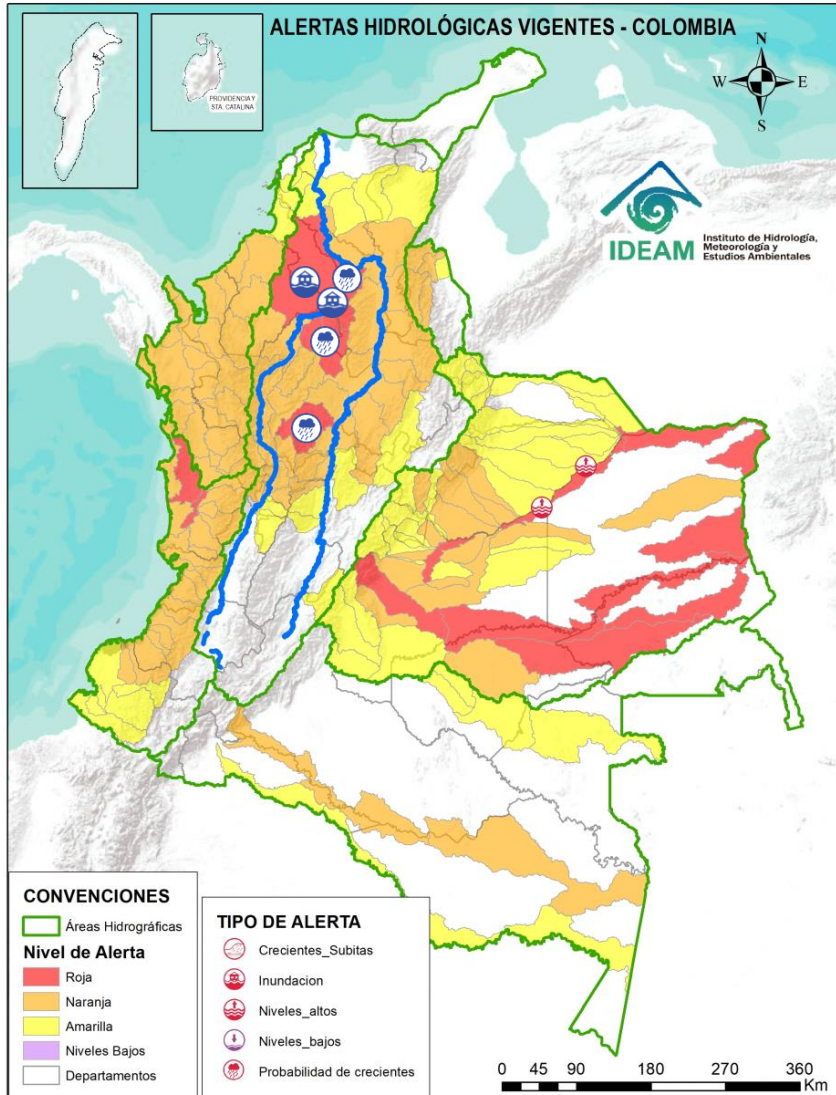 ALERTAS HIDROLÓGICAS VIGENTES - COLOMBIA
PROVIDENCIA Y
STA. CATALINA
N
W
E
S
IDEAM
Instituto de Hidrología,
Meteorología y
Estudios Ambientales
CONVENCIONES
Áreas Hidrográficas
Nivel de Alerta
Roja
Naranja
Amarilla
Niveles Bajos
Departamentos
TIPO DE ALERTA
Crecientes_Subitas
Inundacion
Niveles_altos
Niveles_bajos
Probabilidad de crecientes
0 45 90 180 270 360
Km